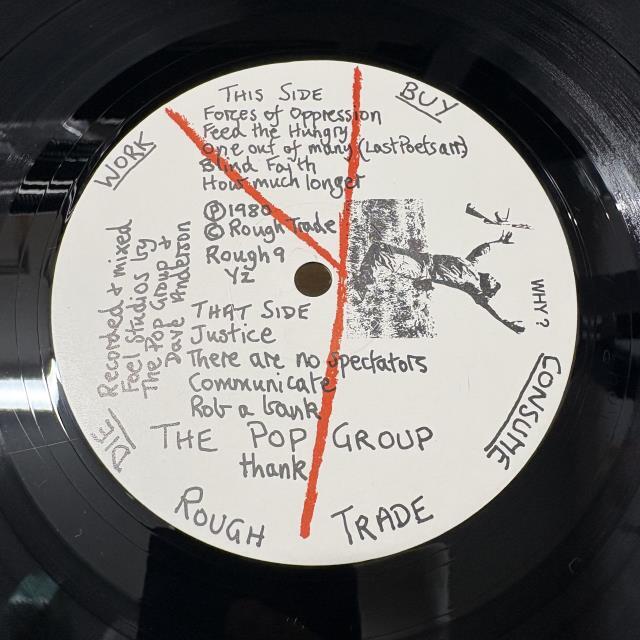 THIS SIDE
Forces of Oppression
Feed the Hungry
One out of many (Last Poets arr)
Blind Faith
How much longer
℗ 1980
© Rough Trade
Rough 9
Y2
THAT SIDE
Justice
There are no spectators
Communicate
Rob a bank
THE POP GROUP
thank
ROUGH TRADE
Recorded + mixed
Foel studios by
The Pop Group +
Dave Anderson
DIE
WORK
BUY
WHY?
CONSUME